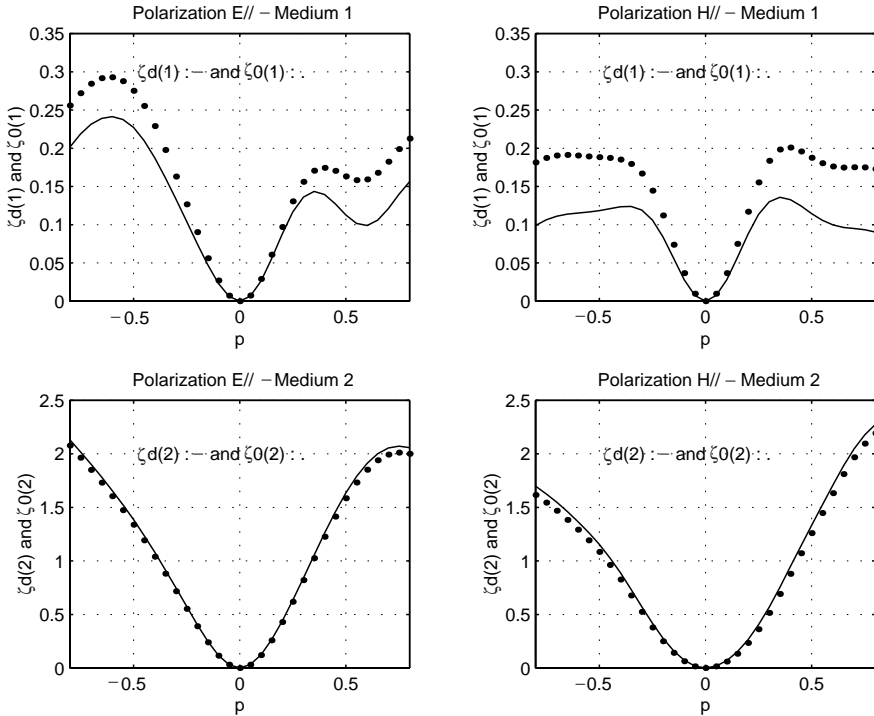 Polarization E// − Medium 1
0.35
0.3
0.25
0.2
0.15
0.1
0.05
0
ζd(1) and ζ0(1)
ζd(1) :− and ζ0(1) : .
−0.5
0
0.5
p
Polarization H// − Medium 1
0.35
0.3
0.25
0.2
0.15
0.1
0.05
0
ζd(1) and ζ0(1)
ζd(1) :− and ζ0(1) : .
−0.5
0
0.5
p
Polarization E// − Medium 2
2.5
2
1.5
1
0.5
0
ζd(2) and ζ0(2)
ζd(2) :− and ζ0(2) : .
−0.5
0
0.5
p
Polarization H// − Medium 2
2.5
2
1.5
1
0.5
0
ζd(2) and ζ0(2)
ζd(2) :− and ζ0(2) : .
−0.5
0
0.5
p